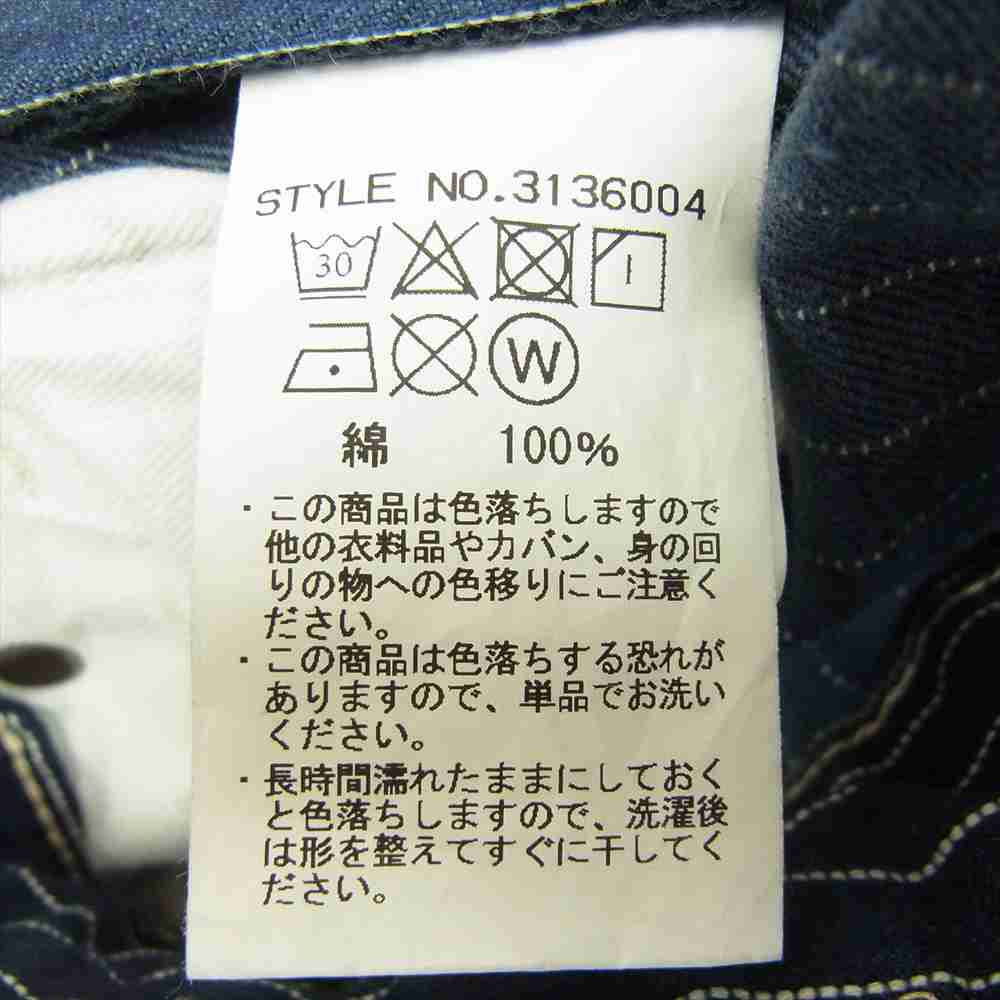 STYLE NO.3136004
30
W
綿 100%
・この商品は色落ちしますので
他の衣料品やカバン、身の回
りの物への色移りにご注意く
ださい。
・この商品は色落ちする恐れが
ありますので、単品でお洗い
ください。
・長時間濡れたままにしておく
と色落ちしますので、洗濯後
は形を整えてすぐに干してく
ださい。